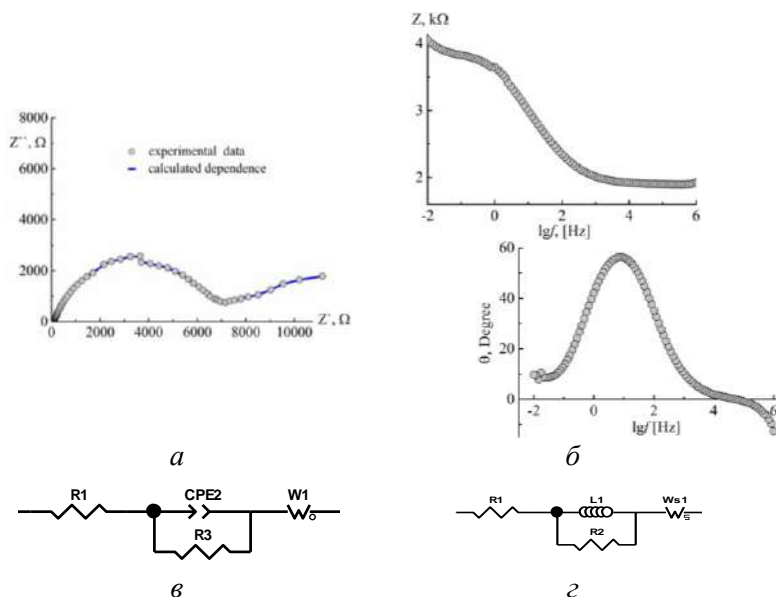 8000
6000
4000
2000
0
Z``, Ω
experimental data
calculated dependence
0 2000 4000 6000 8000 10000
Z`, Ω
а
Z, kΩ
4
3
2
-2 0 2 4 6
lgf, [Hz]
60
40
20
0
θ, Degree
-2 0 2 4 6
lgf [Hz]
б
R1 CPE2 W1
R3
в
R1 L1 Ws1
R2
г